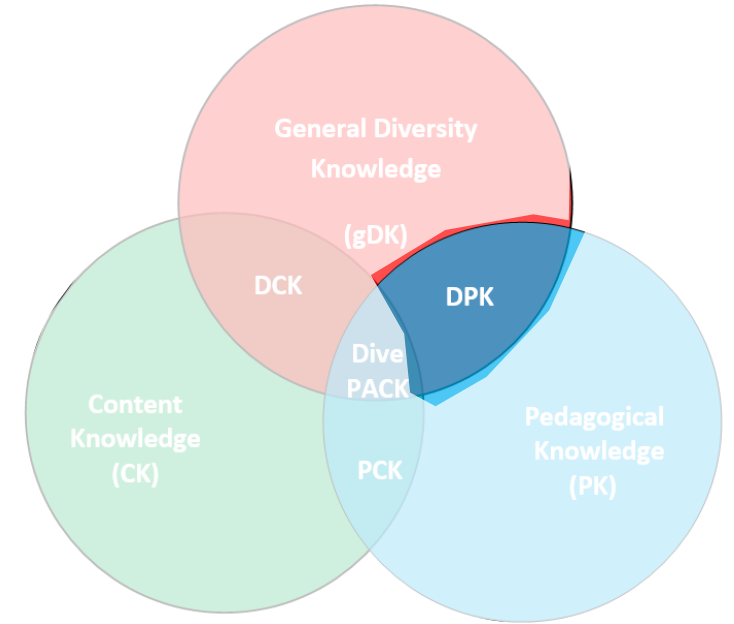 General Diversity
Knowledge
(gDK)
DCK
DPK
Dive
PACK
Content
Knowledge
(CK)
Pedagogical
Knowledge
(PK)
PCK